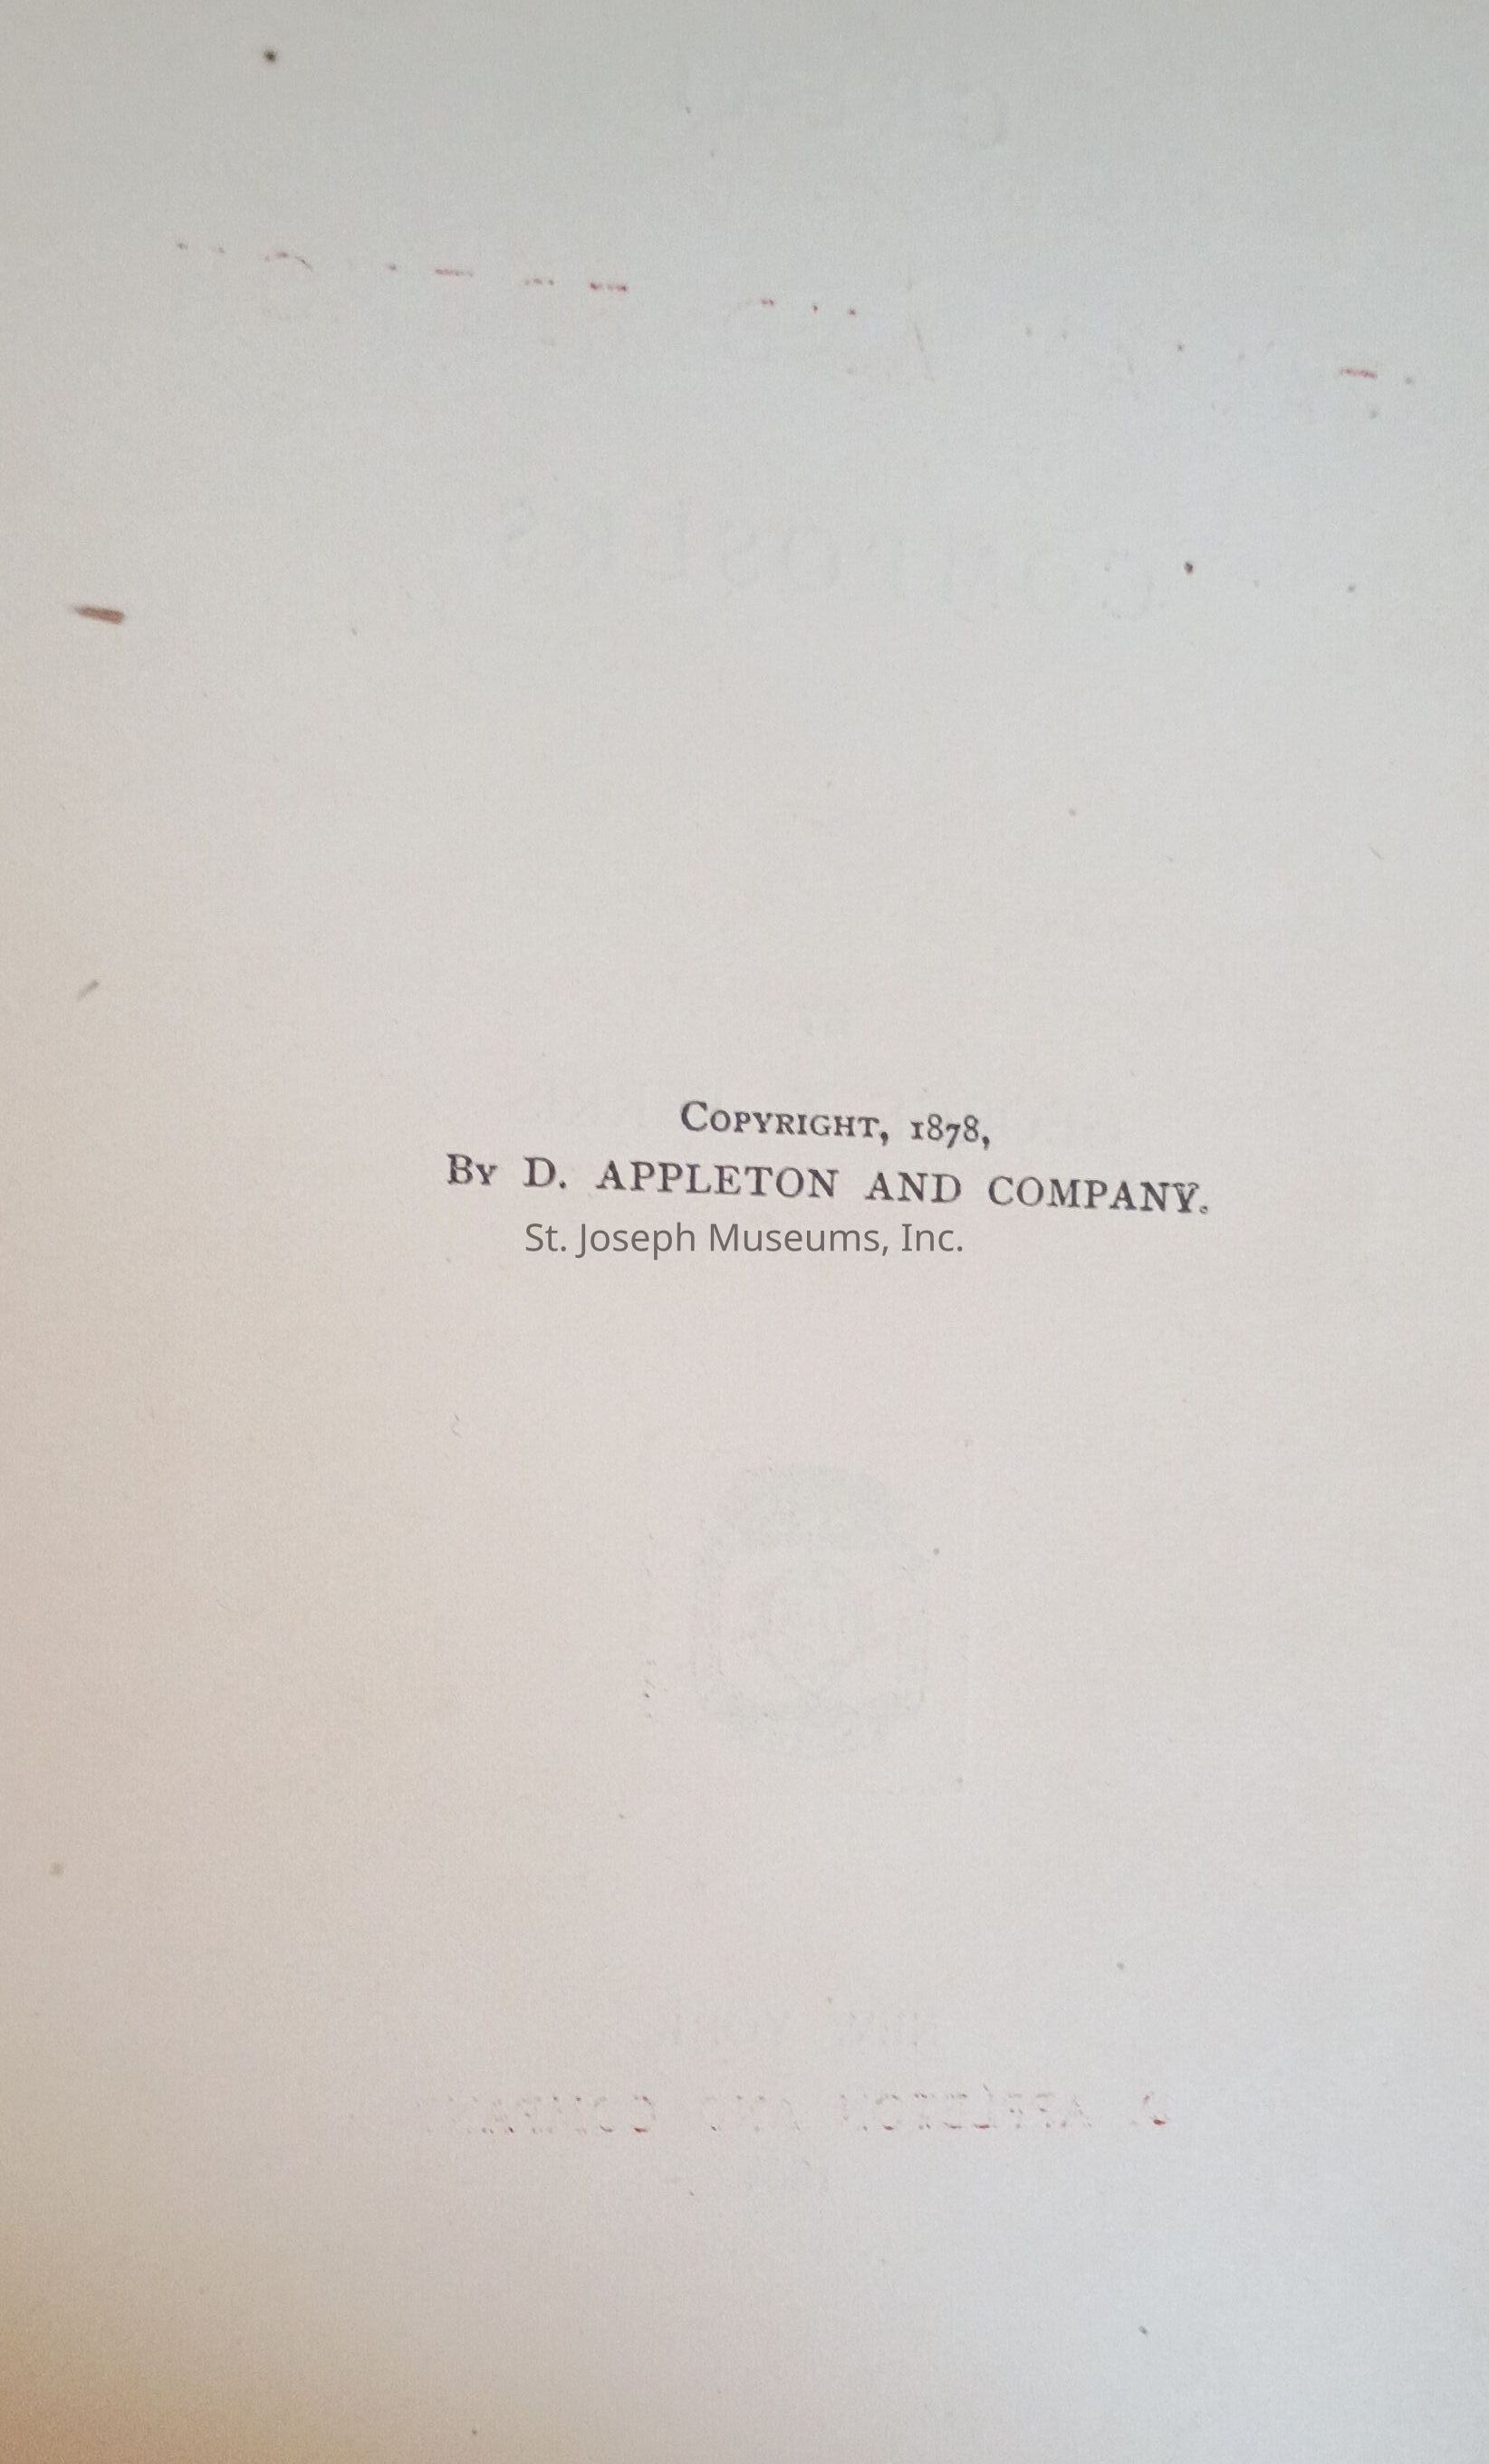 COPYRIGHT, 1878,
BY D. APPLETON AND COMPANY.
St. Joseph Museums, Inc.